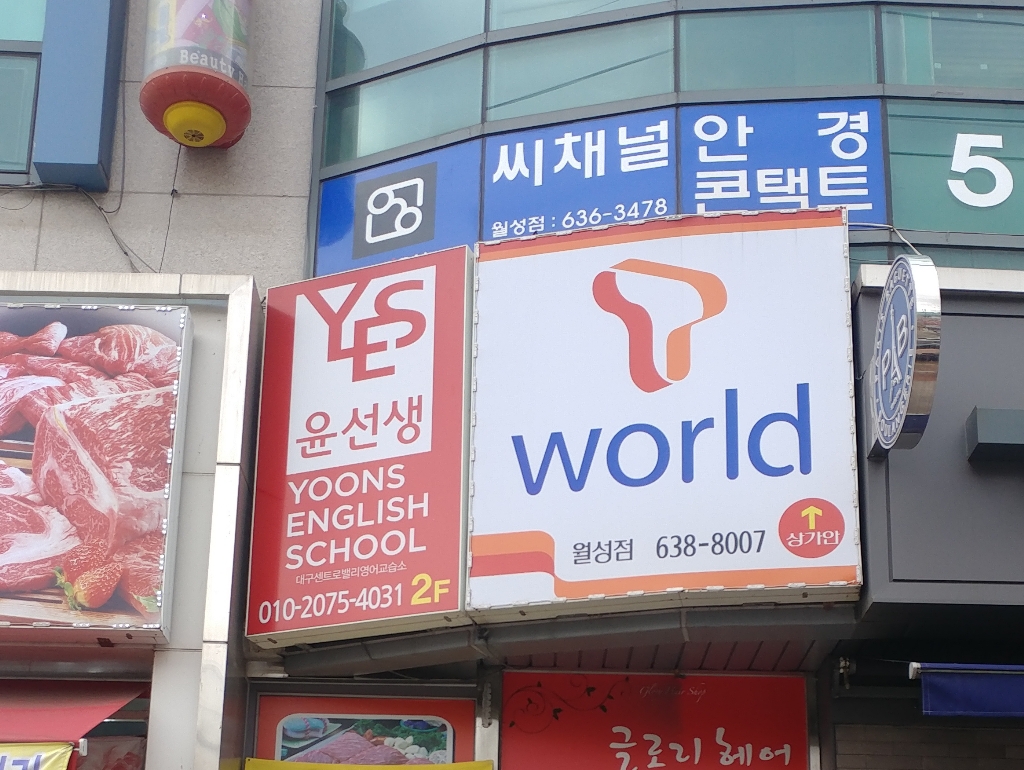 Beauty
씨채널
안경
콘택트
월성점 : 636-3478
5
YES
윤선생
YOONS
ENGLISH
SCHOOL
대구센트로밸리영어교습소
010-2075-4031 2F
T
world
월성점 638-8007
상가안
PAB
글로리 헤어